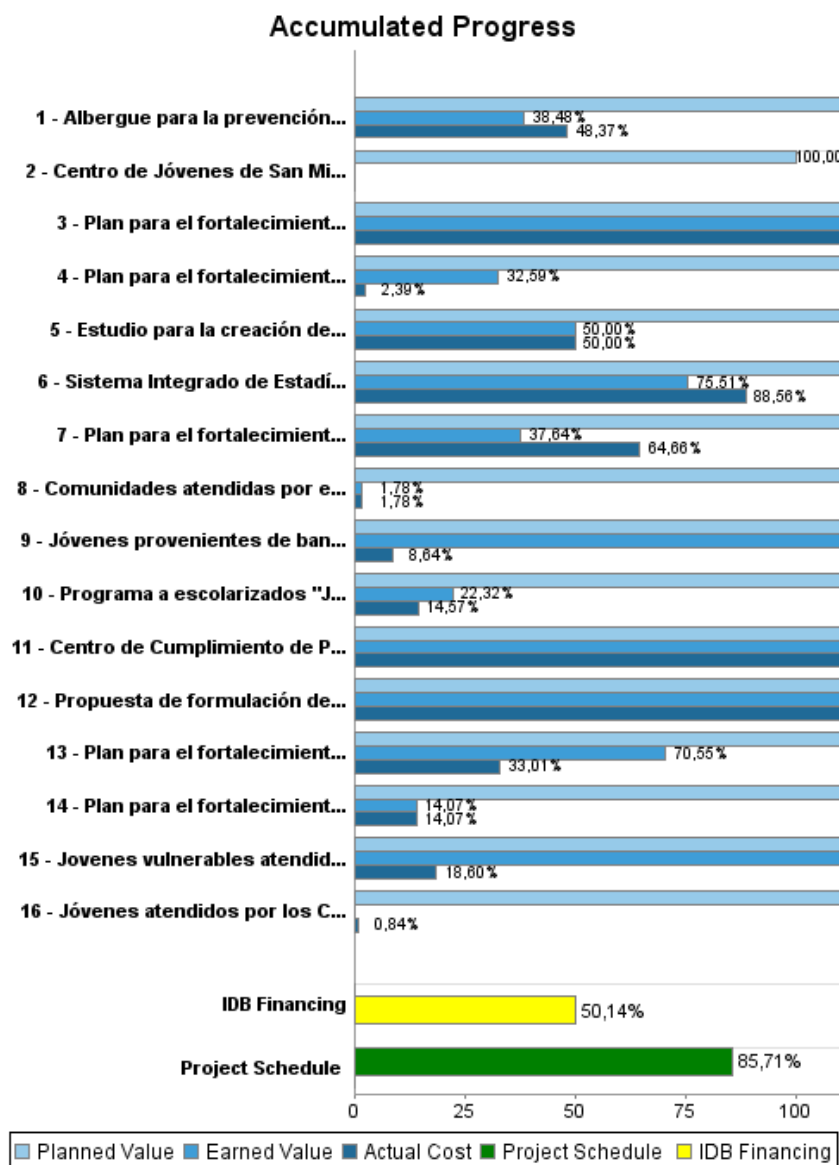 Accumulated Progress
1 - Albergue para la prevención...
38,48%
48,37%
2 - Centro de Jóvenes de San Mi...
100,00
3 - Plan para el fortalecimient...
4 - Plan para el fortalecimient...
32,59%
2,39%
5 - Estudio para la creación de...
50,00%
50,00%
6 - Sistema Integrado de Estadí...
75,51%
88,56%
7 - Plan para el fortalecimient...
37,64%
64,66%
8 - Comunidades atendidas por e...
1,78%
1,78%
9 - Jóvenes provenientes de ban...
8,64%
10 - Programa a escolarizados "J...
22,32%
14,57%
11 - Centro de Cumplimiento de P...
12 - Propuesta de formulación de...
13 - Plan para el fortalecimient...
70,55%
33,01%
14 - Plan para el fortalecimient...
14,07%
14,07%
15 - Jovenes vulnerables atendid...
18,60%
16 - Jóvenes atendidos por los C...
0,84%
IDB Financing
50,14%
Project Schedule
85,71%
0 25 50 75 100
Planned Value Earned Value Actual Cost Project Schedule IDB Financing